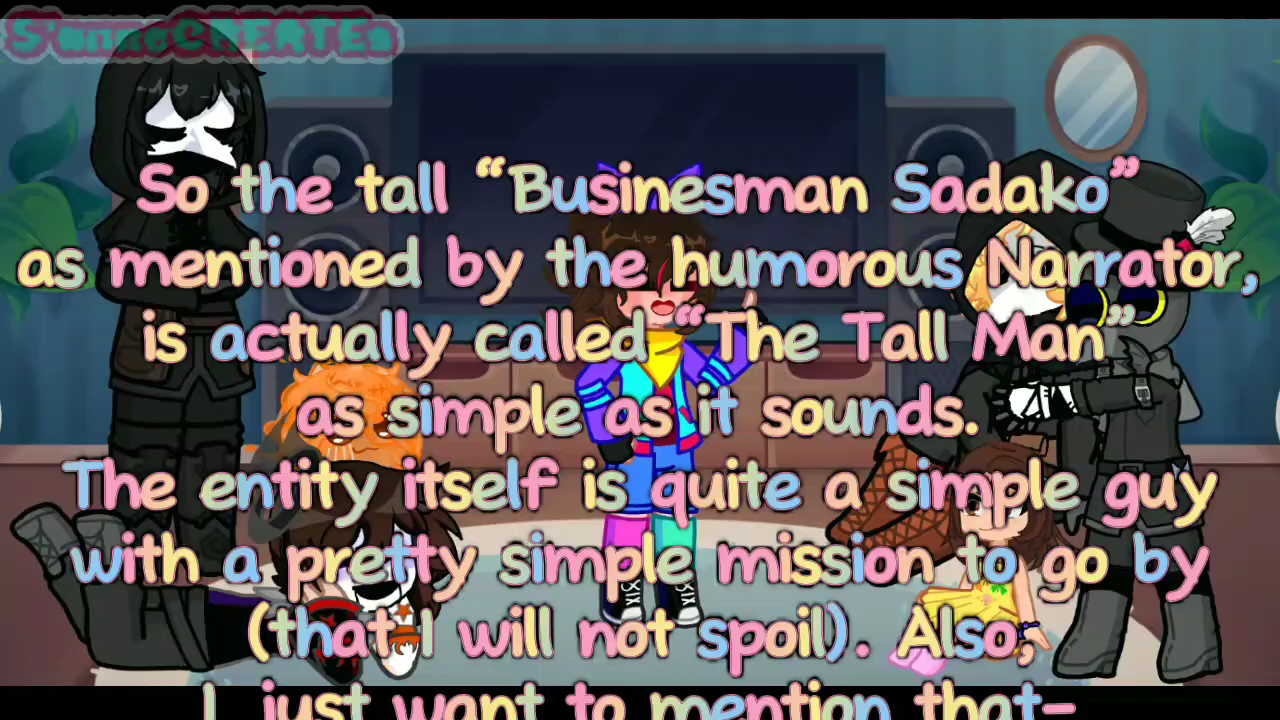 S'wnneCREATEs
So the tall “Businesman Sadako”
as mentioned by the humorous Narrator,
is actually called “The Tall Man”
as simple as it sounds.
The entity itself is quite a simple guy
with a pretty simple mission to go by
(that I will not spoil). Also,
I just want to mention that-